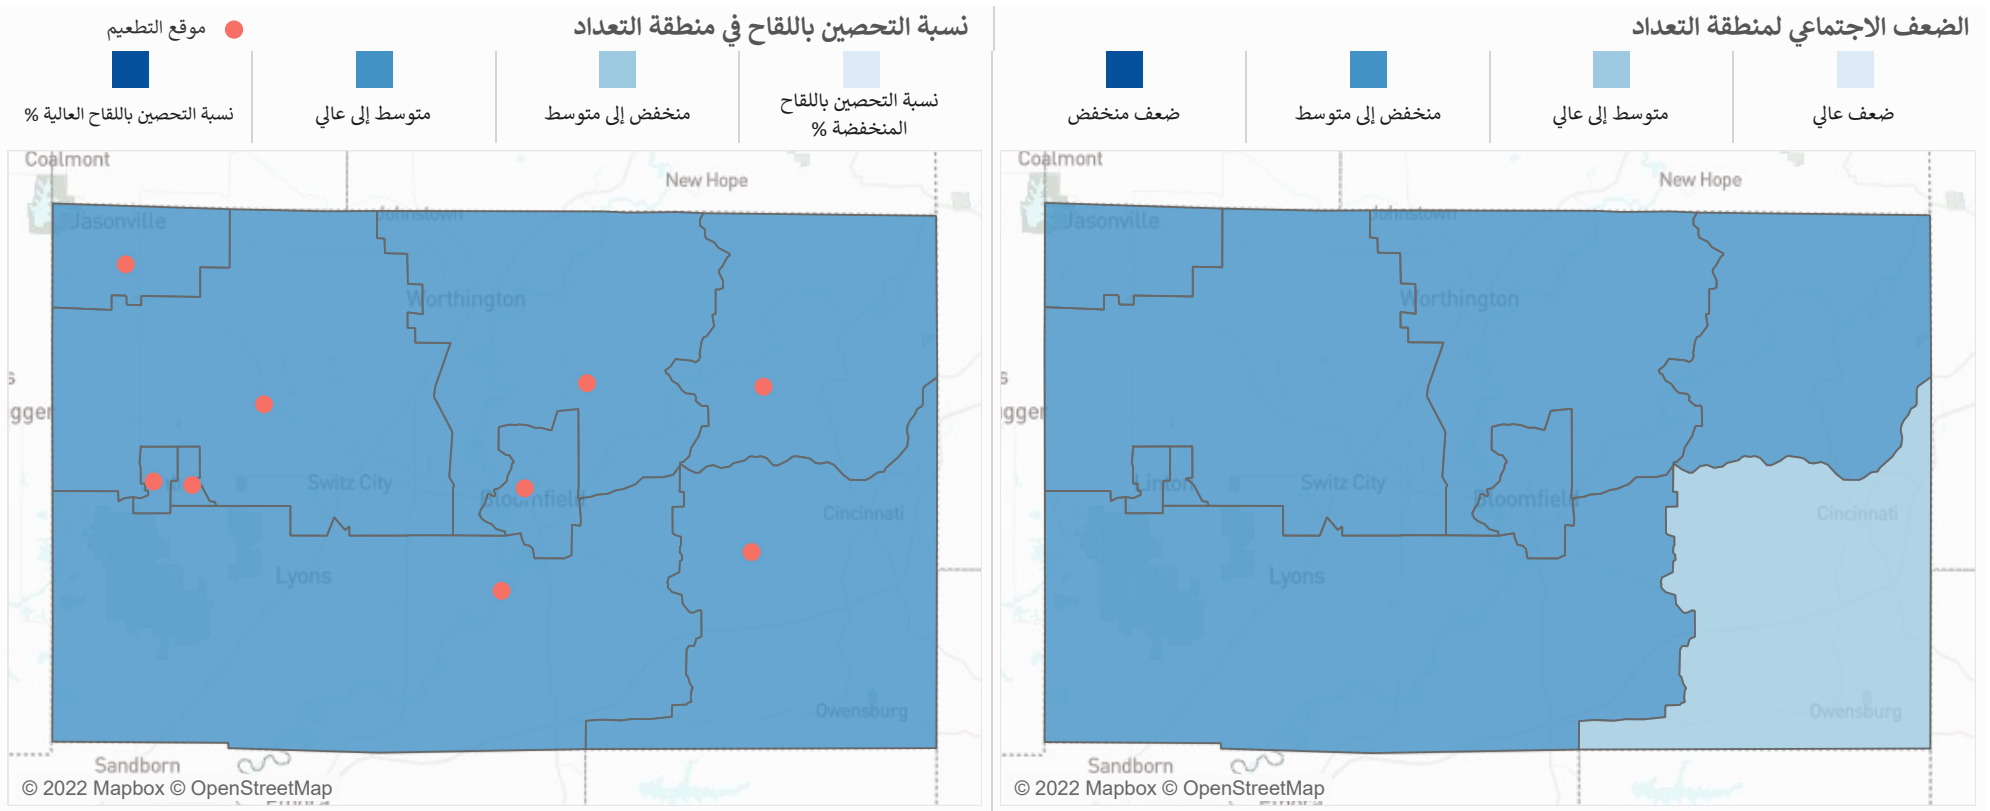 الضعف الاجتماعي لمنطقة التعداد
ضعف عالي
متوسط إلى عالي
منخفض إلى متوسط
ضعف منخفض
Coalmont
New Hope
Jasonville
Johnstown
Worthington
gger
Linton
Switz City
Bloomfield
Cincinnati
Lyons
Owensburg
Sandborn
© 2022 Mapbox © OpenStreetMap
نسبة التحصين باللقاح في منطقة التعداد
موقع التطعيم
نسبة التحصين باللقاح
المنخفضة %
منخفض إلى متوسط
متوسط إلى عالي
نسبة التحصين باللقاح العالية %
Coalmont
New Hope
Jasonville
Johnstown
Worthington
gger
Switz City
Bloomfield
Cincinnati
Lyons
Owensburg
Sandborn
© 2022 Mapbox © OpenStreetMap